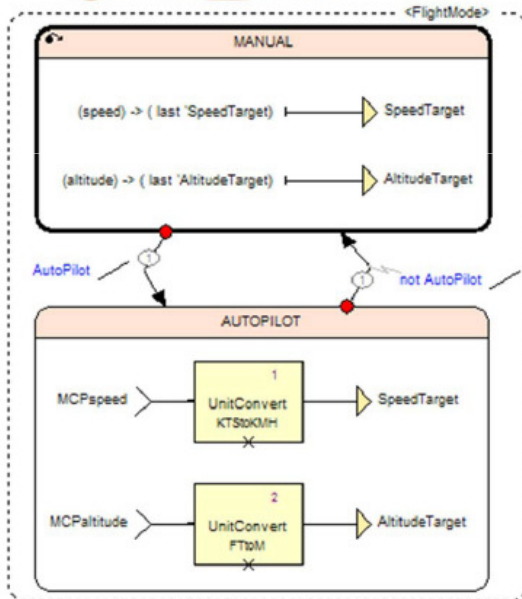 <FlightMode>
MANUAL
(speed) -> ( last 'SpeedTarget)
SpeedTarget
(altitude) -> ( last 'AltitudeTarget)
AltitudeTarget
AutoPilot
1
1
not AutoPilot
AUTOPILOT
MCPspeed
1
UnitConvert
KTStoKMH
SpeedTarget
MCPaltitude
2
UnitConvert
FTtoM
AltitudeTarget